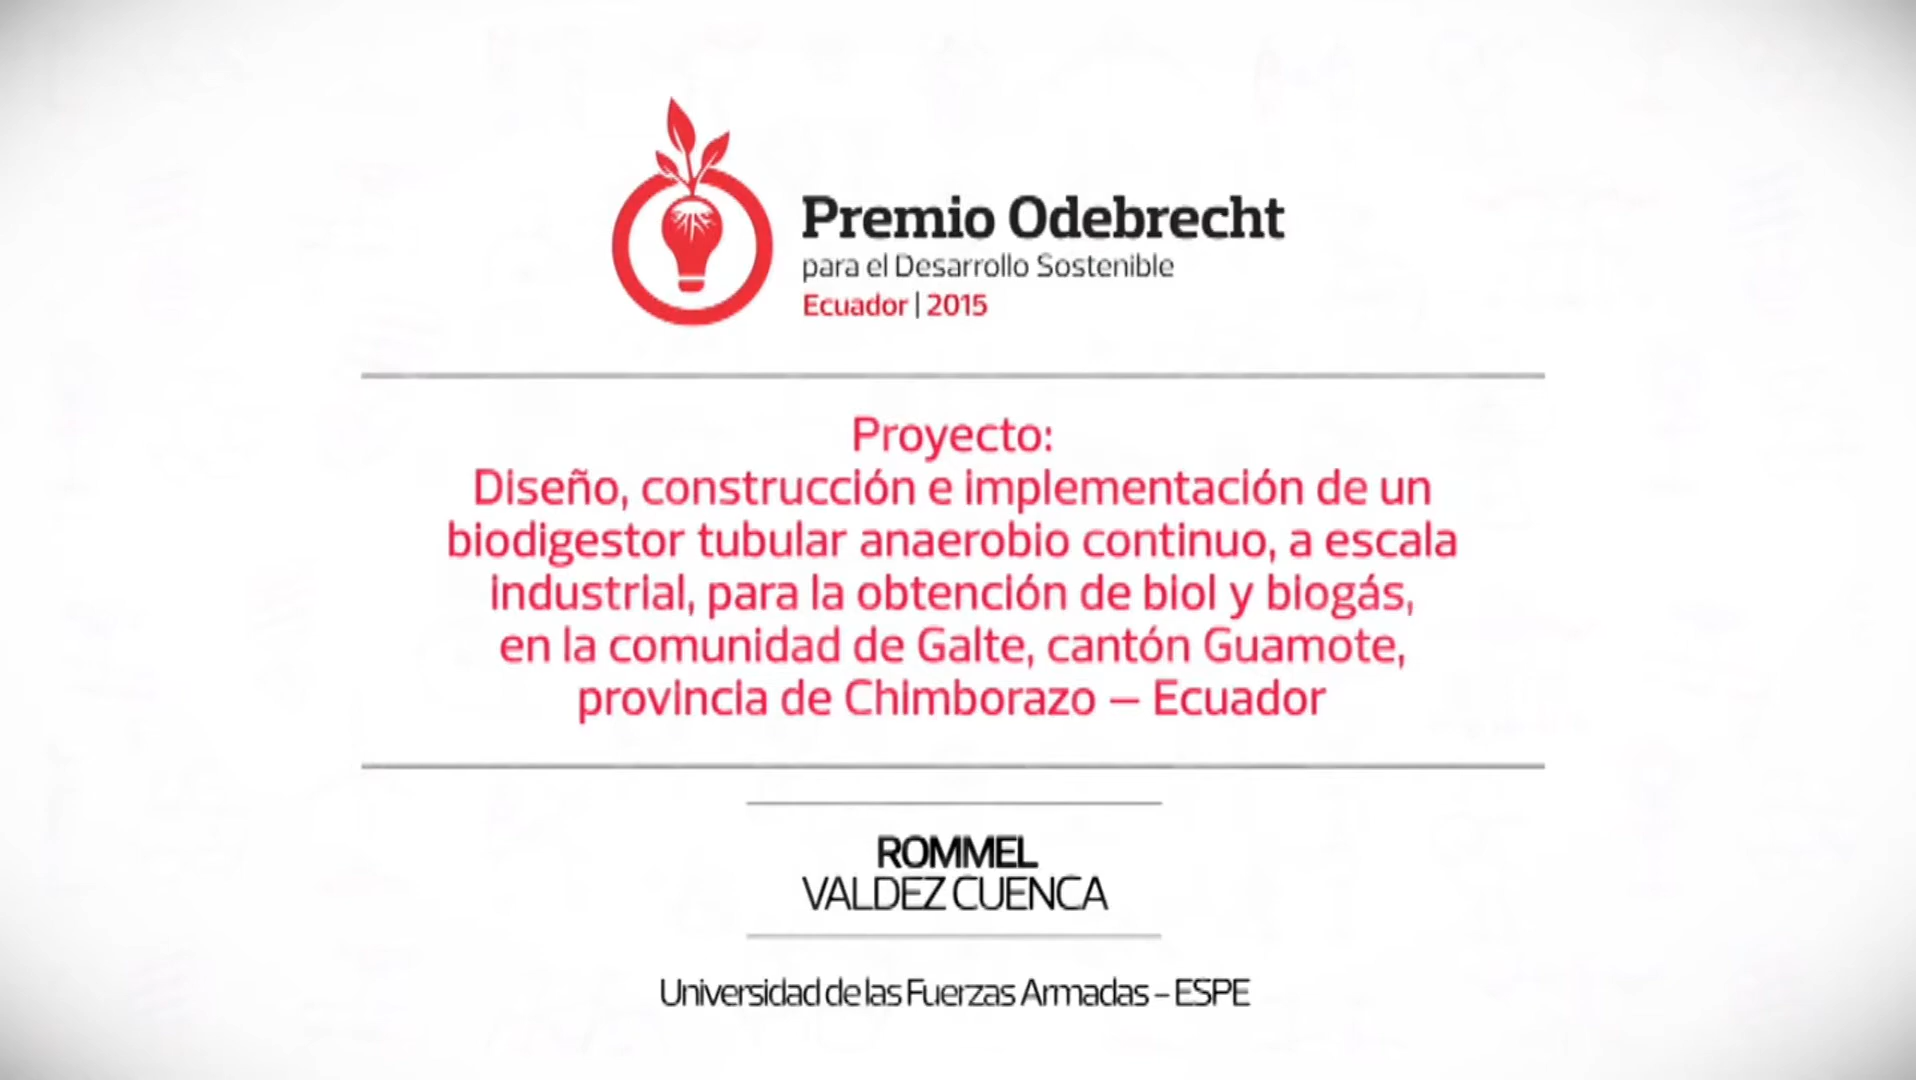 Premio Odebrecht
para el Desarrollo Sostenible
Ecuador | 2015
Proyecto:
Diseño, construcción e implementación de un
biodigestor tubular anaerobio continuo, a escala
industrial, para la obtención de biol y biogás,
en la comunidad de Galte, cantón Guamote,
provincia de Chimborazo – Ecuador
ROMMEL
VALDEZ CUENCA
Universidad de las Fuerzas Armadas – ESPE